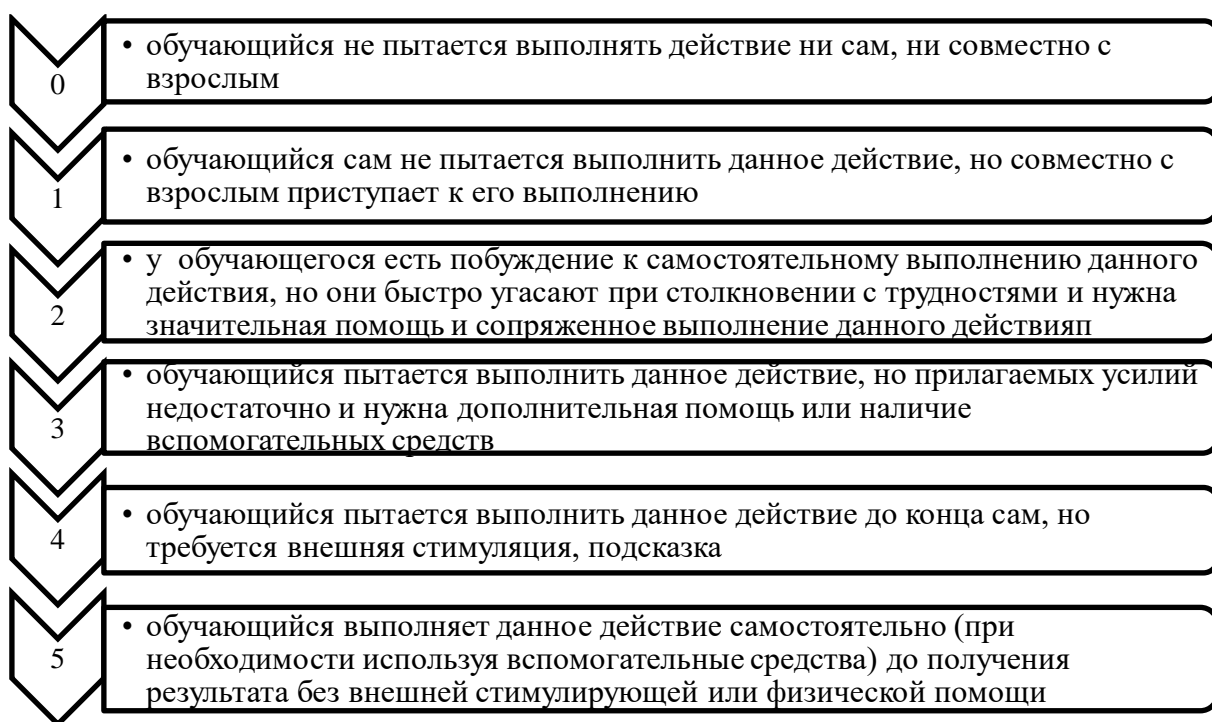 0
• обучающийся не пытается выполнять действие ни сам, ни совместно с
взрослым
1
• обучающийся сам не пытается выполнить данное действие, но совместно с
взрослым приступает к его выполнению
2
• у обучающегося есть побуждение к самостоятельному выполнению данного
действия, но они быстро угасают при столкновении с трудностями и нужна
значительная помощь и сопряженное выполнение данного действияп
3
• обучающийся пытается выполнить данное действие, но прилагаемых усилий
недостаточно и нужна дополнительная помощь или наличие
вспомогательных средств
4
• обучающийся пытается выполнить данное действие до конца сам, но
требуется внешняя стимуляция, подсказка
5
• обучающийся выполняет данное действие самостоятельно (при
необходимости используя вспомогательные средства) до получения
результата без внешней стимулирующей или физической помощи